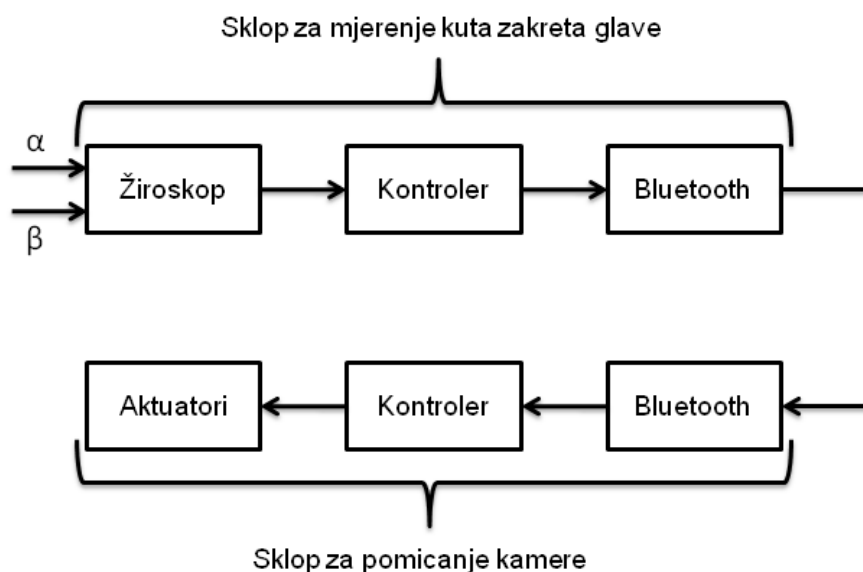 Sklop za mjerenje kuta zakreta glave
α
Žiroskop
Kontroler
Bluetooth
β
Aktuatori
Kontroler
Bluetooth
Sklop za pomicanje kamere